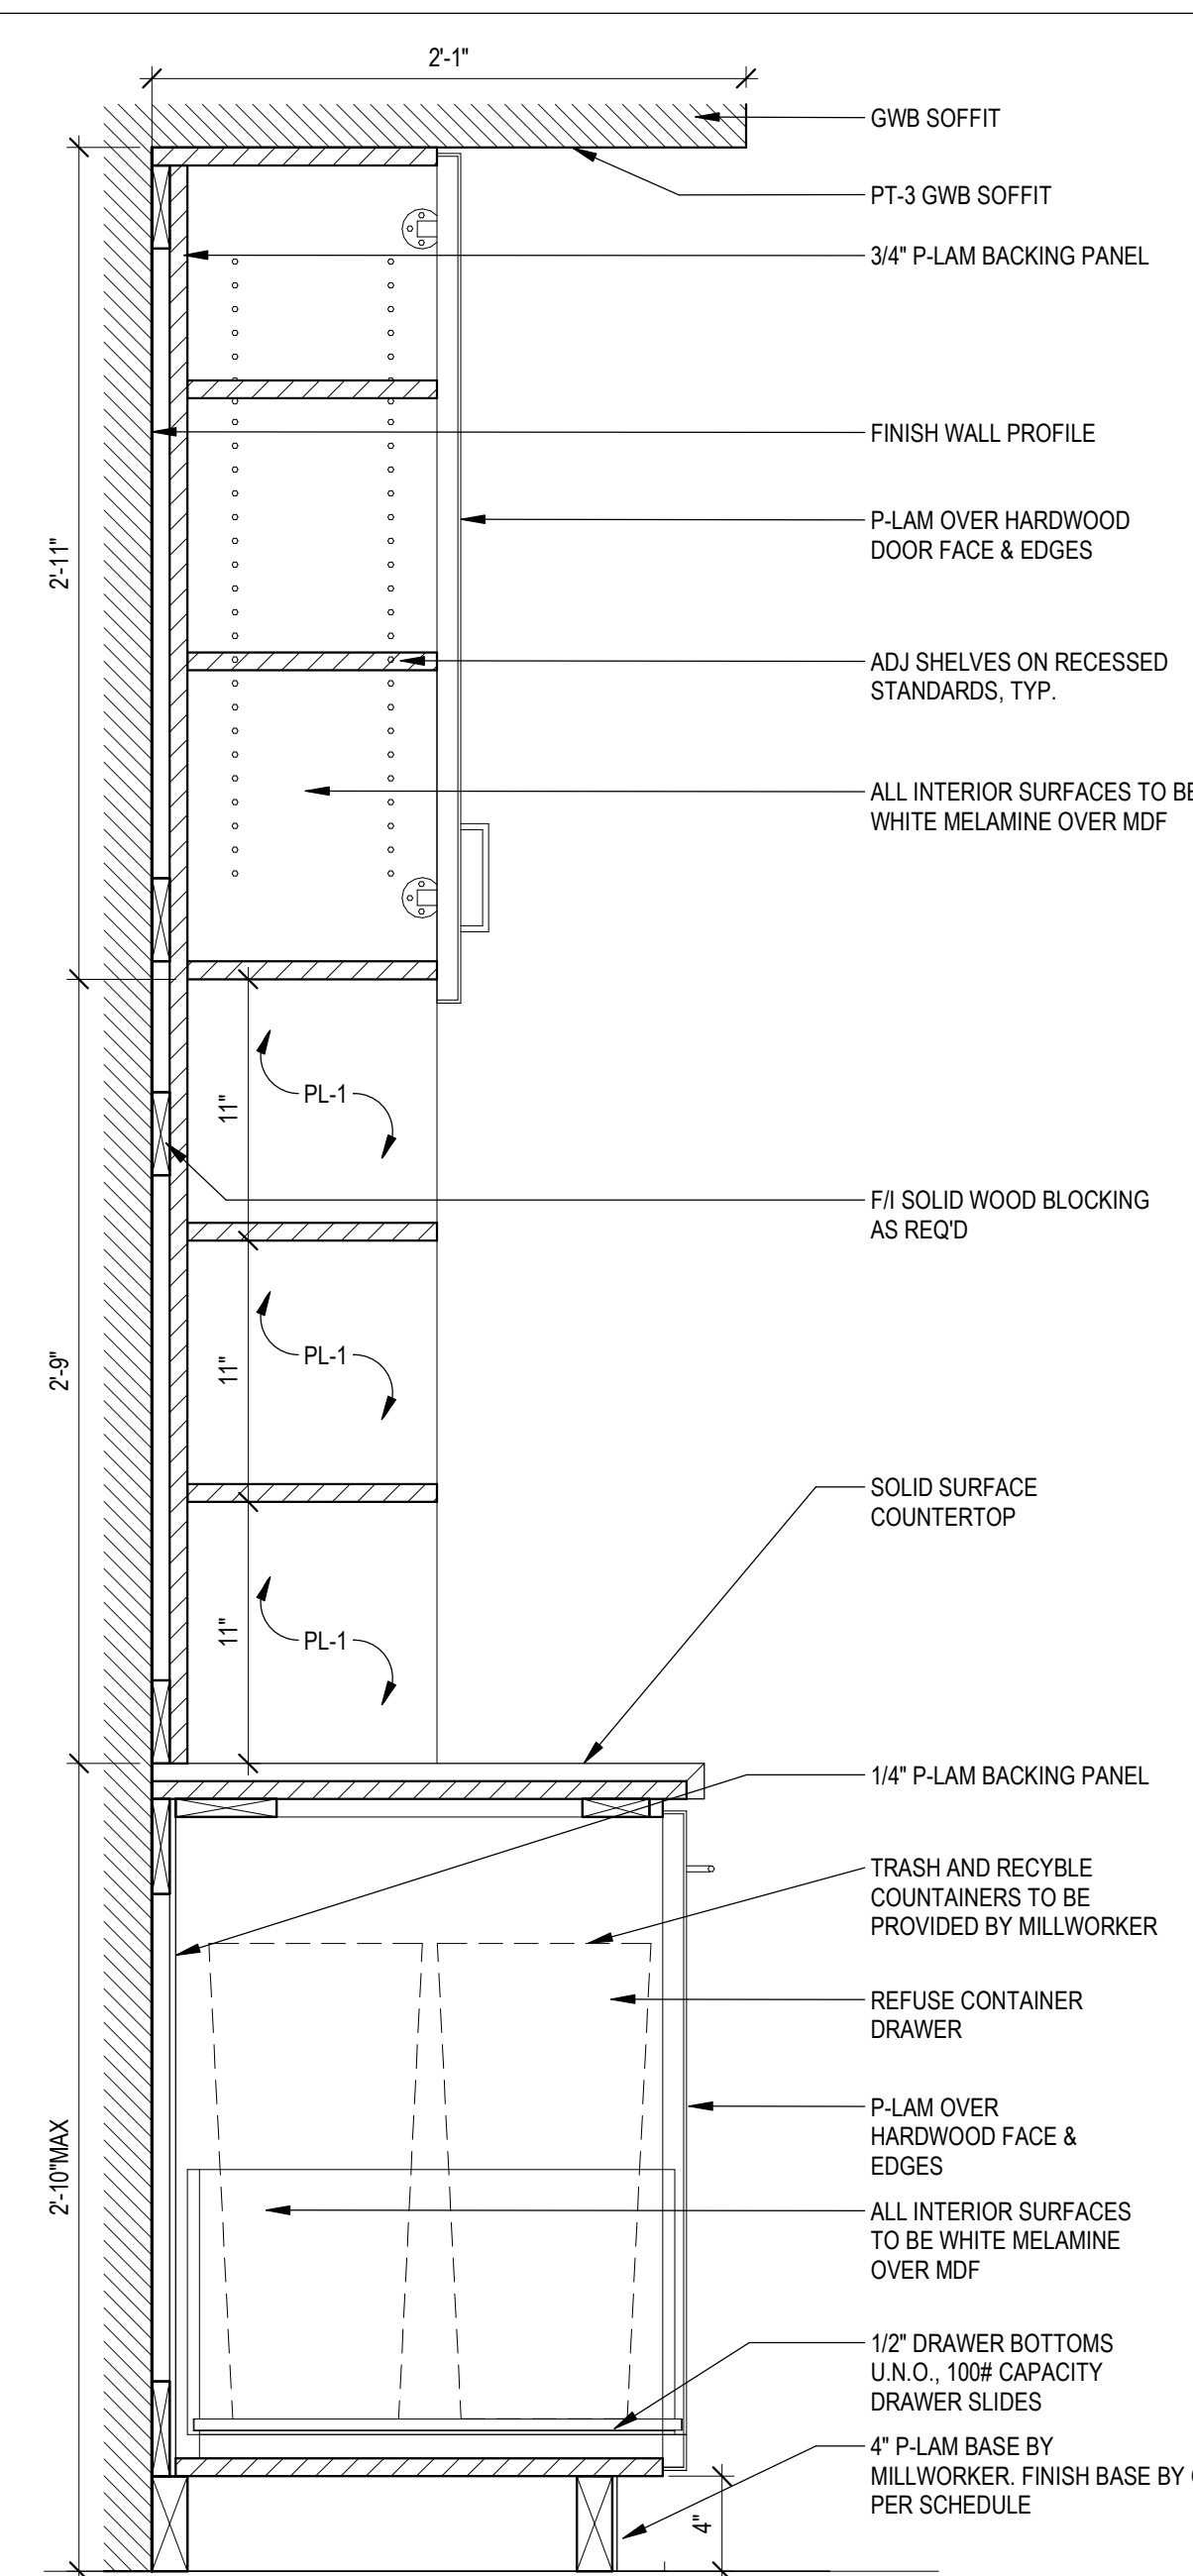 2'-1"
GWB SOFFIT
PT-3 GWB SOFFIT
3/4" P-LAM BACKING PANEL
FINISH WALL PROFILE
P-LAM OVER HARDWOOD
DOOR FACE & EDGES
2'-11"
ADJ SHELVES ON RECESSED
STANDARDS, TYP.
ALL INTERIOR SURFACES TO BE
WHITE MELAMINE OVER MDF
11"
PL-1
F/I SOLID WOOD BLOCKING
AS REQ'D
2'-9"
11"
PL-1
SOLID SURFACE
COUNTERTOP
11"
PL-1
1/4" P-LAM BACKING PANEL
TRASH AND RECYBLE
COUNTAINERS TO BE
PROVIDED BY MILLWORKER
REFUSE CONTAINER
DRAWER
2'-10"MAX
P-LAM OVER
HARDWOOD FACE &
EDGES
ALL INTERIOR SURFACES
TO BE WHITE MELAMINE
OVER MDF
1/2" DRAWER BOTTOMS
U.N.O., 100# CAPACITY
DRAWER SLIDES
4" P-LAM BASE BY
MILLWORKER. FINISH BASE BY
PER SCHEDULE
4"